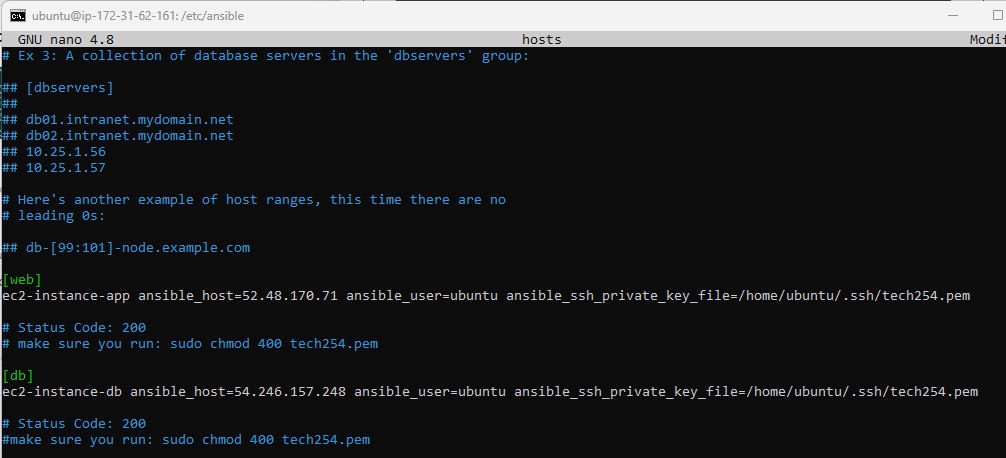 ubuntu@ip-172-31-62-161: /etc/ansible
GNU nano 4.8 hosts
# Ex 3: A collection of database servers in the 'dbservers' group:
## [dbservers]
##
## db01.intranet.mydomain.net
## db02.intranet.mydomain.net
## 10.25.1.56
## 10.25.1.57
# Here's another example of host ranges, this time there are no
# leading 0s:
## db-[99:101]-node.example.com
[web]
ec2-instance-app ansible_host=52.48.170.71 ansible_user=ubuntu ansible_ssh_private_key_file=/home/ubuntu/.ssh/tech254.pem
# Status Code: 200
# make sure you run: sudo chmod 400 tech254.pem
[db]
ec2-instance-db ansible_host=54.246.157.248 ansible_user=ubuntu ansible_ssh_private_key_file=/home/ubuntu/.ssh/tech254.pem
# Status Code: 200
#make sure you run: sudo chmod 400 tech254.pem